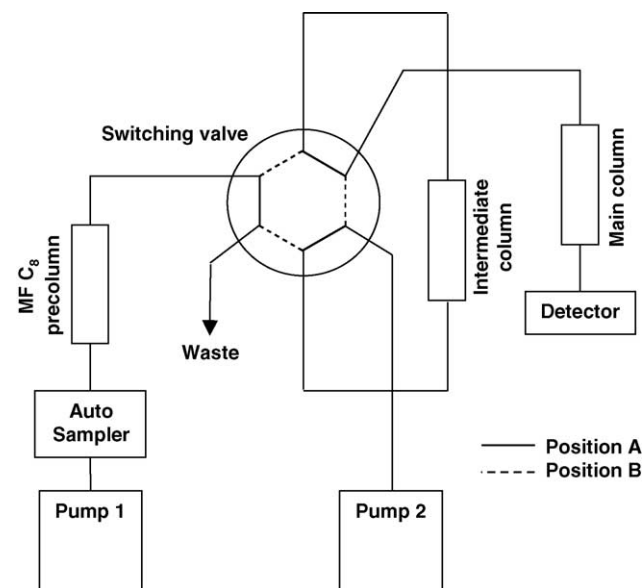 Switching valve
MF C₈
precolumn
Intermediate
column
Main column
Waste
Detector
Auto
Sampler
Position A
Position B
Pump 1
Pump 2